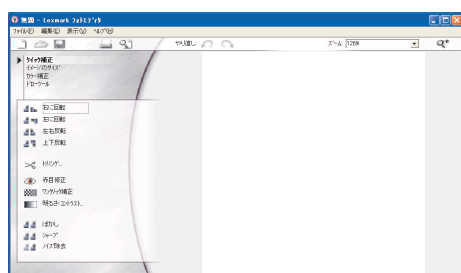 無題 - Lexmark フォトエディタ
ファイル(F) 編集(E) 表示(V) ヘルプ(H)
やり直し ズーム: 126%
クイック補正
イメージのサイズ
カラー補正
ドローツール
右に回転
左に回転
左右反転
上下反転
トリミング...
赤目修正
ワンクリック補正
明るさ・コントラスト...
ぼかし
シャープ
ノイズ除去